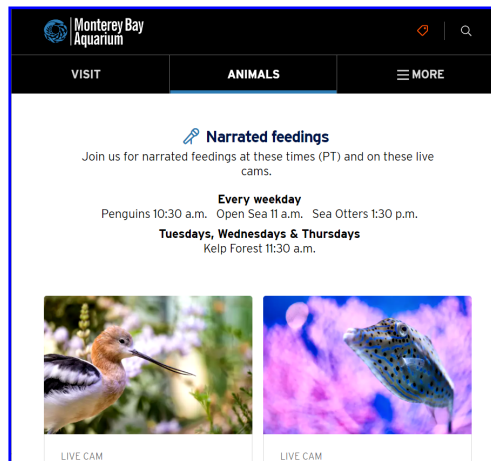 Monterey Bay
Aquarium
VISIT
ANIMALS
MORE
Narrated feedings
Join us for narrated feedings at these times (PT) and on these live
cams.
Every weekday
Penguins 10:30 a.m. Open Sea 11 a.m. Sea Otters 1:30 p.m.
Tuesdays, Wednesdays & Thursdays
Kelp Forest 11:30 a.m.
LIVE CAM
LIVE CAM